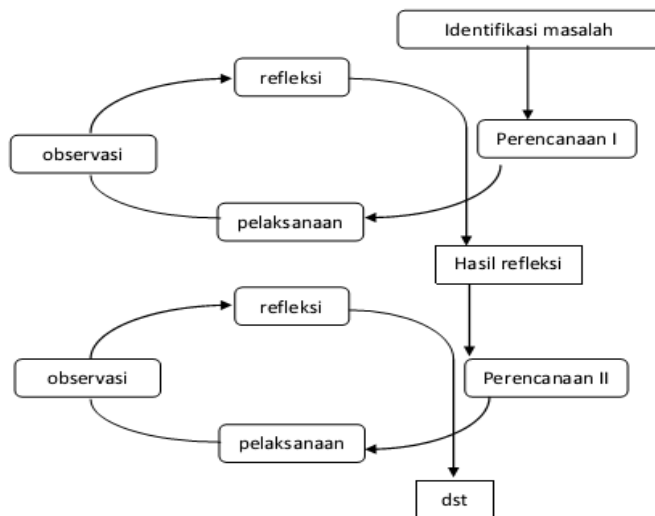 Identifikasi masalah
refleksi
Perencanaan I
observasi
pelaksanaan
Hasil refleksi
refleksi
Perencanaan II
observasi
pelaksanaan
dst